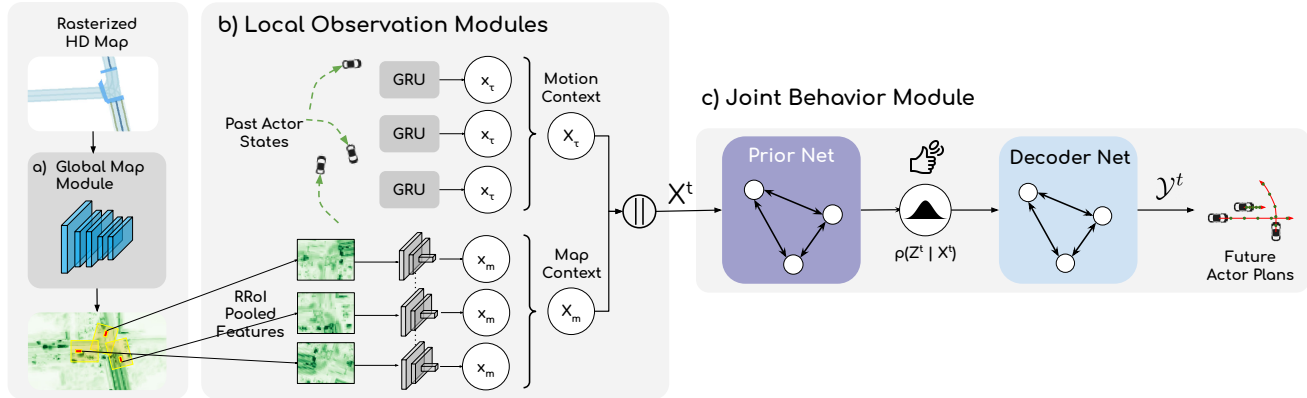 Rasterized
HD Map
a) Global Map
Module
b) Local Observation Modules
Past Actor
States
GRU
x_τ
GRU
x_τ
GRU
x_τ
Motion
Context
X_τ
RRoI
Pooled
Features
x_m
x_m
x_m
Map
Context
X_m
||
X^t
c) Joint Behavior Module
Prior Net
p(Z^t | X^t)
Decoder Net
𝒴^t
Future
Actor Plans